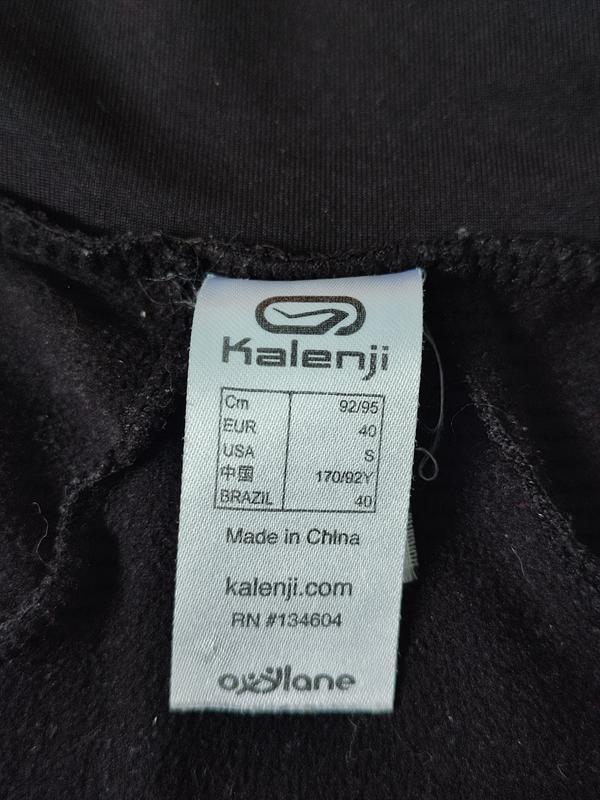 Kalenji
Cm 92/95
EUR 40
USA S
中国 170/92Y
BRAZIL 40
Made in China
kalenji.com
RN #134604
oxylane